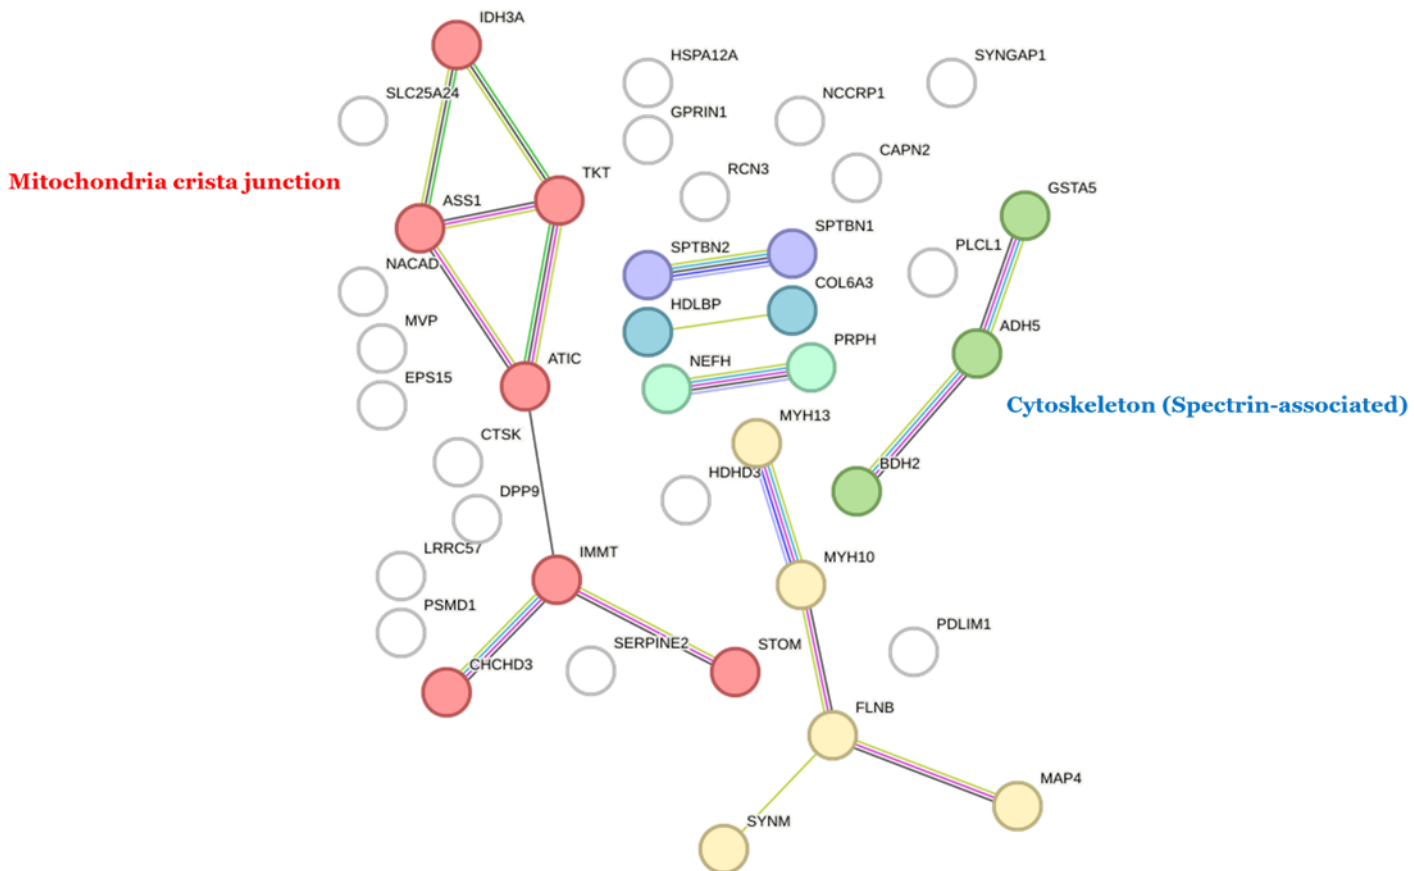 IDH3A
HSPA12A
SYNGAP1
SLC25A24
NCCRP1
GPRIN1
CAPN2
RCN3
TKT
Mitochondria crista junction
GSTA5
ASS1
SPTBN1
SPTBN2
PLCL1
NACAD
COL6A3
HDLBP
MVP
ADH5
PRPH
ATIC
NEFH
EPS15
Cytoskeleton (Spectrin-associated)
MYH13
CTSK
BDH2
HDHD3
DPP9
LRRC57
IMMT
MYH10
PSMD1
PDLIM1
SERPINE2
STOM
CHCHD3
FLNB
MAP4
SYNM